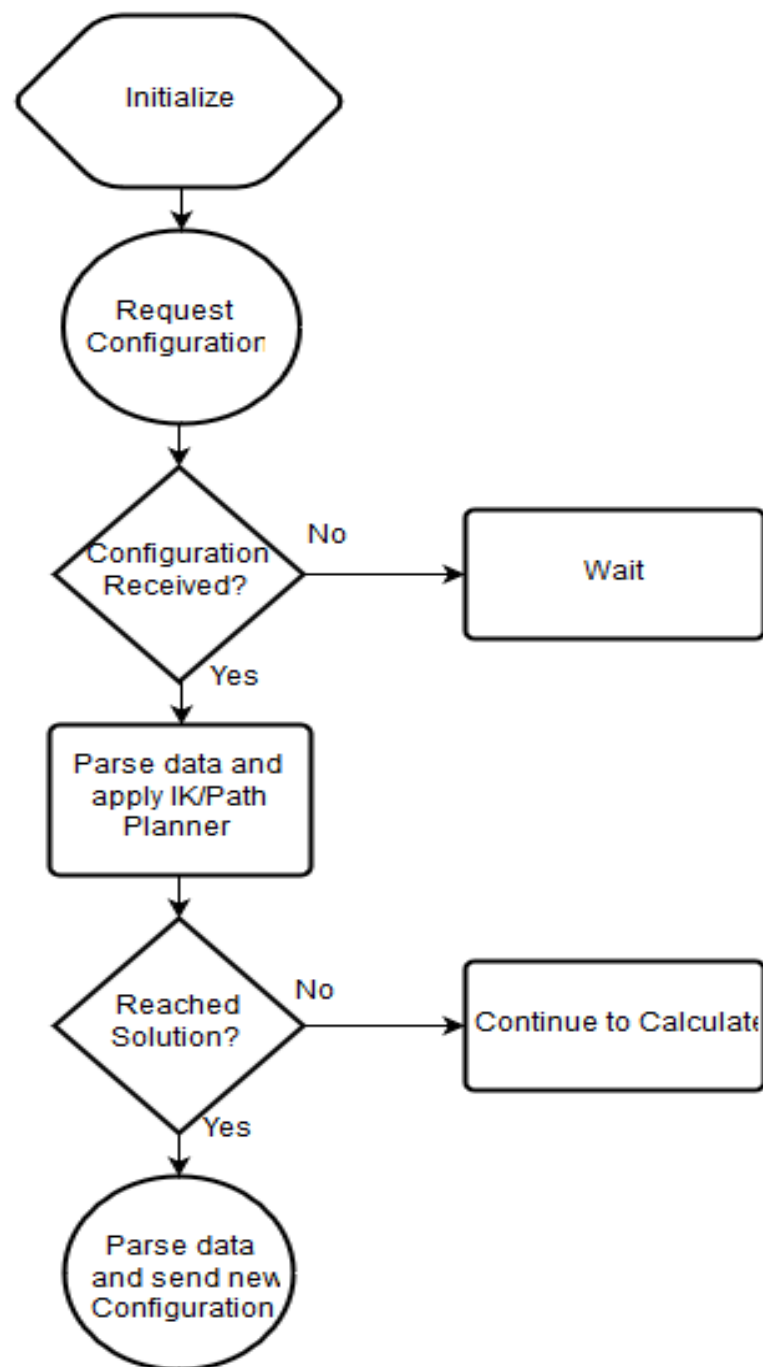 Initialize
Request
Configuration
Configuration
Received?
No
Wait
Yes
Parse data and
apply IK/Path
Planner
Reached
Solution?
No
Continue to Calculate
Yes
Parse data
and send new
Configuration